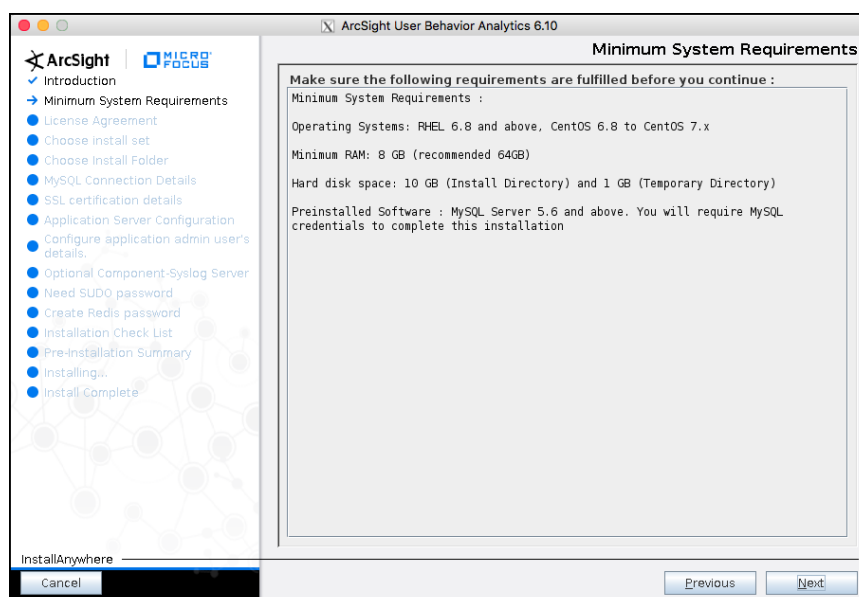 ArcSight User Behavior Analytics 6.10
ArcSight
MICRO FOCUS
Introduction
Minimum System Requirements
License Agreement
Choose install set
Choose Install Folder
MySQL Connection Details
SSL certification details
Application Server Configuration
Configure application admin user's
details.
Optional Component-Syslog Server
Need SUDO password
Create Redis password
Installation Check List
Pre-Installation Summary
Installing...
Install Complete
InstallAnywhere
Cancel
Minimum System Requirements
Make sure the following requirements are fulfilled before you continue :
Minimum System Requirements :
Operating Systems: RHEL 6.8 and above, CentOS 6.8 to CentOS 7.x
Minimum RAM: 8 GB (recommended 64GB)
Hard disk space: 10 GB (Install Directory) and 1 GB (Temporary Directory)
Preinstalled Software : MySQL Server 5.6 and above. You will require MySQL
credentials to complete this installation
Previous
Next